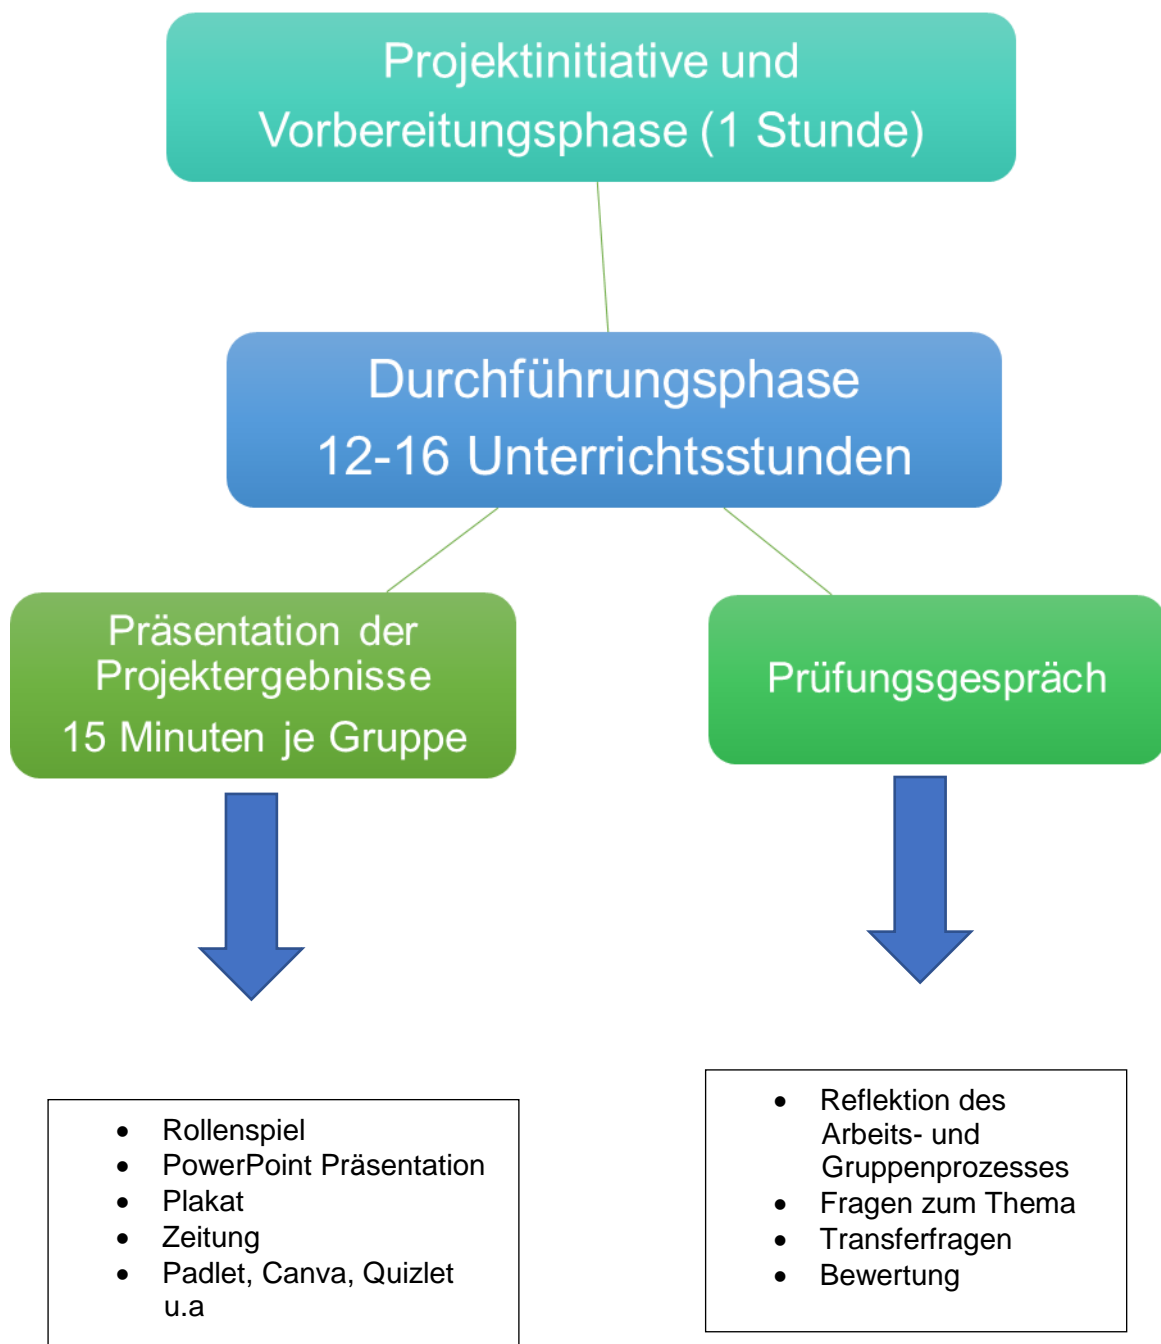 Projektinitiative und
Vorbereitungsphase (1 Stunde)
Durchführungsphase
12-16 Unterrichtsstunden
Präsentation der
Projektergebnisse
15 Minuten je Gruppe
Prüfungsgespräch
• Rollenspiel
• PowerPoint Präsentation
• Plakat
• Zeitung
• Padlet, Canva, Quizlet
u.a
• Reflektion des
Arbeits- und
Gruppenprozesses
• Fragen zum Thema
• Transferfragen
• Bewertung